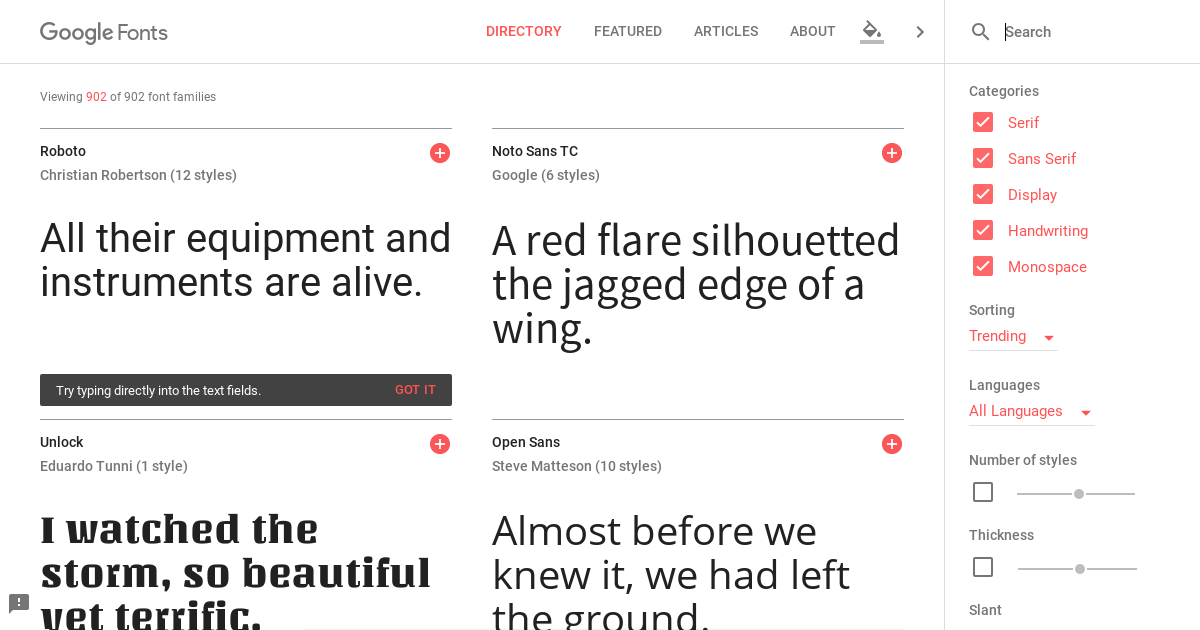 Google Fonts
DIRECTORY FEATURED ARTICLES ABOUT
Search
Viewing 902 of 902 font families
Roboto
Christian Robertson (12 styles)
All their equipment and
instruments are alive.
Try typing directly into the text fields. GOT IT
Noto Sans TC
Google (6 styles)
A red flare silhouetted
the jagged edge of a
wing.
Unlock
Eduardo Tunni (1 style)
I watched the
storm, so beautiful
yet terrific.
Open Sans
Steve Matteson (10 styles)
Almost before we
knew it, we had left
the ground.
Categories
Serif
Sans Serif
Display
Handwriting
Monospace
Sorting
Trending
Languages
All Languages
Number of styles
Thickness
Slant